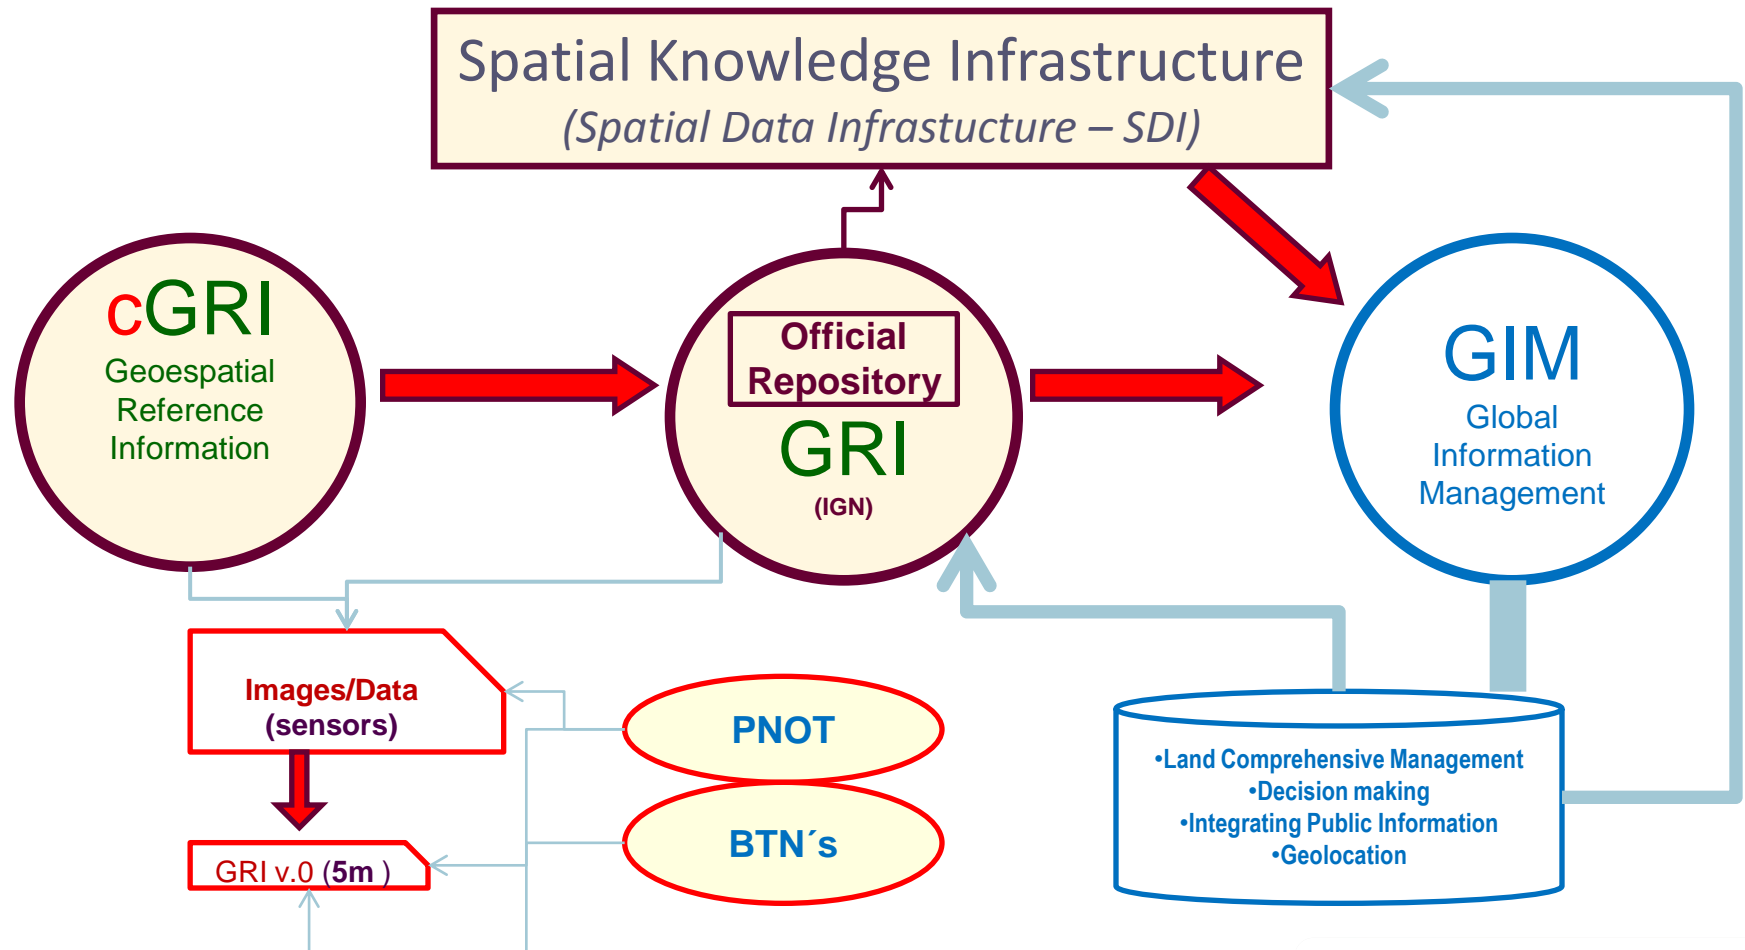 Spatial Knowledge Infrastructure
(Spatial Data Infrastucture – SDI)
cGRI
Geoespatial
Reference
Information
Official
Repository
GRI
(IGN)
GIM
Global
Information
Management
Images/Data
(sensors)
GRI v.0 (5m )
PNOT
BTN´s
•Land Comprehensive Management
•Decision making
•Integrating Public Information
•Geolocation